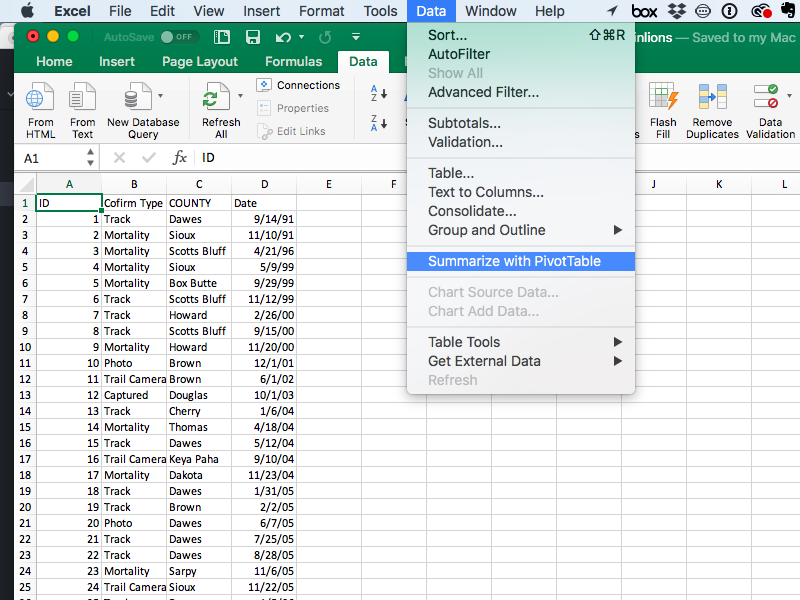 Excel File Edit View Insert Format Tools Data Window Help box
AutoSave OFF inlions — Saved to my Mac
Home Insert Page Layout Formulas Data
From HTML
From Text
New Database Query
Refresh All
Connections
Properties
Edit Links
A Z
Z A
Flash Fill
Remove Duplicates
Data Validation
A1 fx ID
A B C D E F J K L
1 ID Cofirm Type COUNTY Date
2 1 Track Dawes 9/14/91
3 2 Mortality Sioux 11/10/91
4 3 Mortality Scotts Bluff 4/21/96
5 4 Mortality Sioux 5/9/99
6 5 Mortality Box Butte 9/29/99
7 6 Track Scotts Bluff 11/12/99
8 7 Track Howard 2/26/00
9 8 Track Scotts Bluff 9/15/00
10 9 Mortality Howard 11/20/00
11 10 Photo Brown 12/1/01
12 11 Trail Camera Brown 6/1/02
13 12 Captured Douglas 10/1/03
14 13 Track Cherry 1/6/04
15 14 Mortality Thomas 4/18/04
16 15 Track Dawes 5/12/04
17 16 Trail Camera Keya Paha 9/10/04
18 17 Mortality Dakota 11/23/04
19 18 Track Dawes 1/31/05
20 19 Track Brown 2/2/05
21 20 Photo Dawes 6/7/05
22 21 Track Dawes 7/25/05
23 22 Track Dawes 8/28/05
24 23 Mortality Sarpy 11/6/05
25 24 Trail Camera Sioux 11/22/05
Sort... ⇧⌘R
AutoFilter
Show All
Advanced Filter...
Subtotals...
Validation...
Table...
Text to Columns...
Consolidate...
Group and Outline
Summarize with PivotTable
Chart Source Data...
Chart Add Data...
Table Tools
Get External Data
Refresh